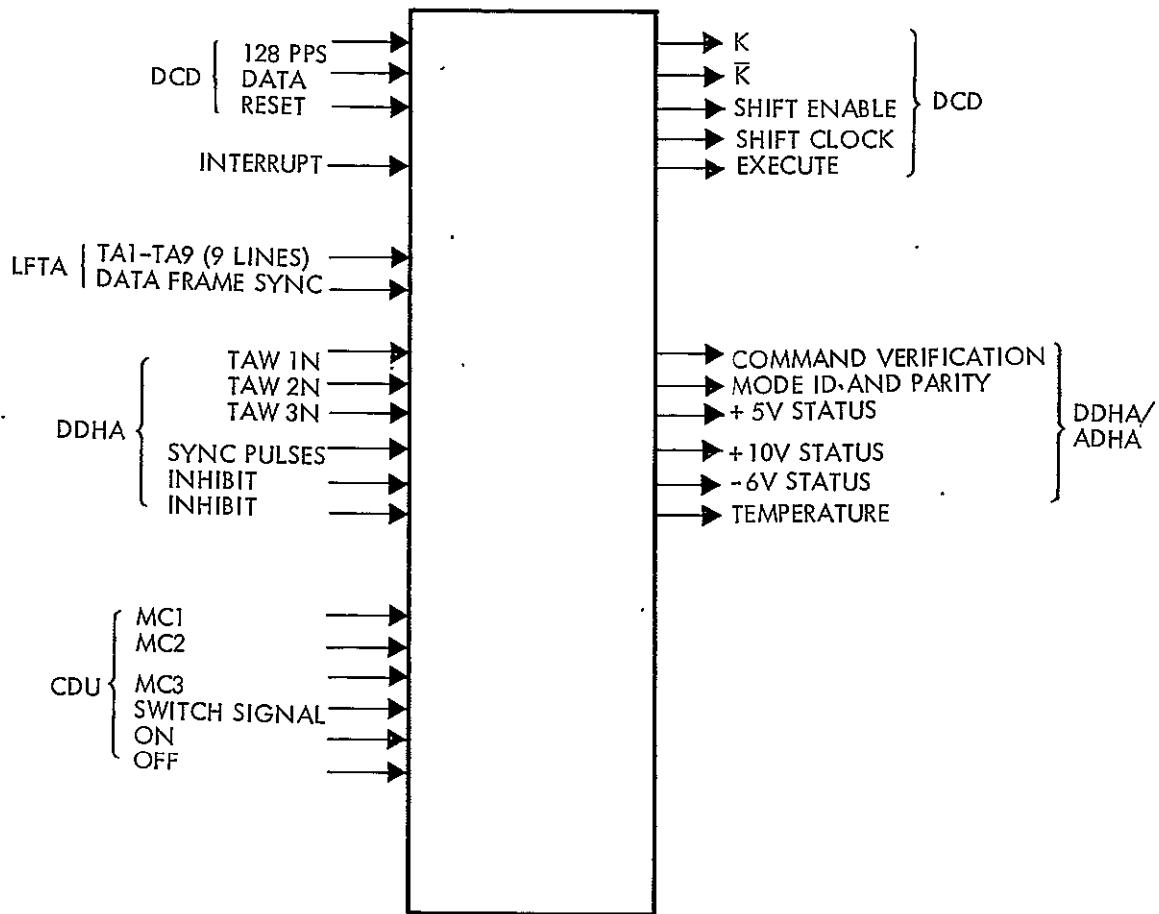 DCD
128 PPS
DATA
RESET
INTERRUPT
LFTA
TA1-TA9 (9 LINES)
DATA FRAME SYNC
DDHA
TAW 1N
TAW 2N
TAW 3N
SYNC PULSES
INHIBIT
INHIBIT
CDU
MC1
MC2
MC3
SWITCH SIGNAL
ON
OFF
K
K̅
SHIFT ENABLE
SHIFT CLOCK
EXECUTE
DCD
COMMAND VERIFICATION
MODE ID AND PARITY
+ 5V STATUS
+10V STATUS
-6V STATUS
TEMPERATURE
DDHA/
ADHA